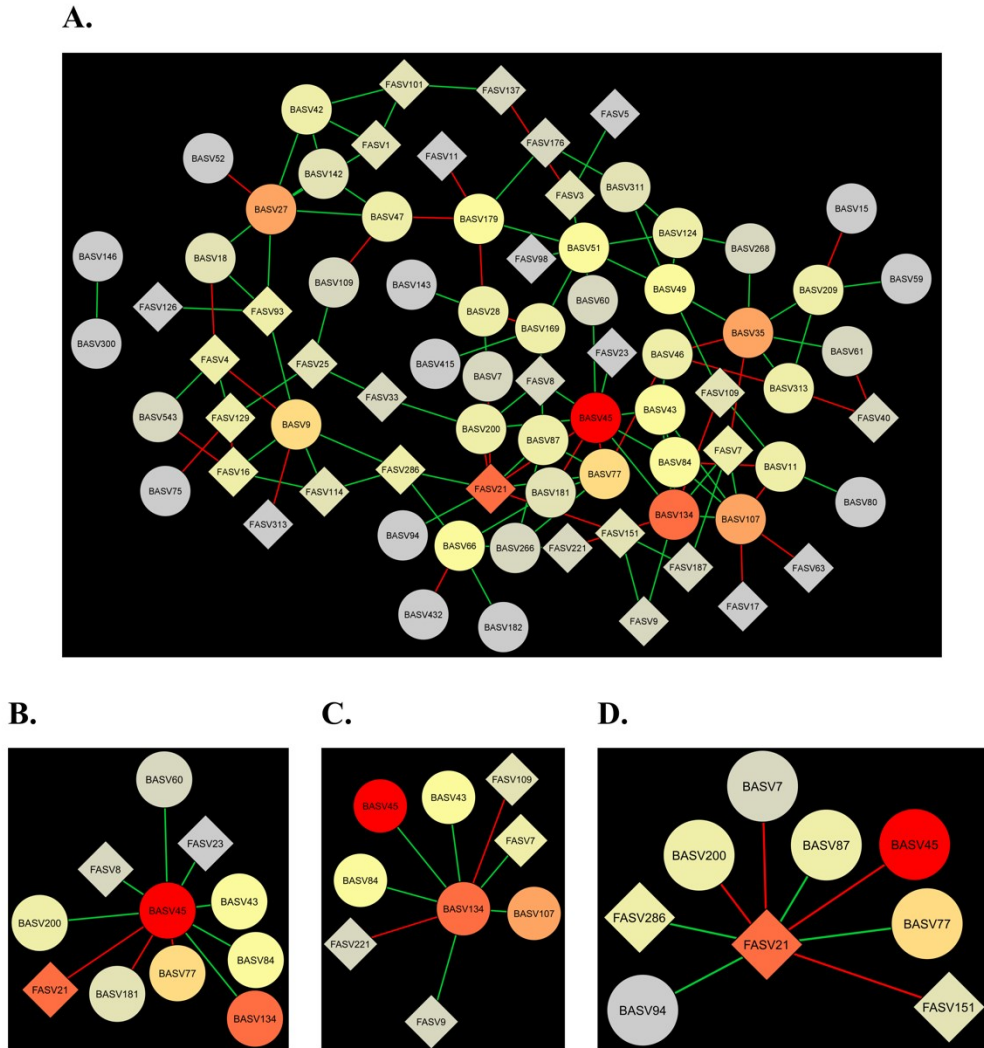 A.
FASV101
FASV137
BASV42
FASV5
FASV1
FASV11
FASV176
BASV52
BASV142
BASV311
FASV3
BASV27
BASV47
BASV179
BASV15
BASV124
BASV51
BASV268
BASV146
BASV18
FASV98
BASV109
BASV143
BASV49
BASV209
BASV59
FASV126
FASV93
BASV60
BASV28
BASV169
BASV35
BASV300
FASV4
BASV415
FASV23
BASV46
BASV61
FASV25
BASV7
FASV8
FASV109
BASV313
FASV33
BASV543
FASV129
BASV9
BASV45
BASV43
FASV40
BASV200
BASV87
FASV7
FASV16
FASV286
BASV84
BASV11
BASV77
BASV75
FASV114
FASV21
BASV181
BASV80
FASV313
BASV134
BASV107
BASV94
BASV66
BASV266
FASV221
FASV151
FASV187
FASV63
BASV432
BASV182
FASV9
FASV17
B.
BASV60
FASV23
FASV8
BASV45
BASV43
BASV200
BASV84
FASV21
BASV181
BASV77
BASV134
C.
FASV109
BASV45
BASV43
FASV7
BASV84
BASV134
BASV107
FASV221
FASV9
D.
BASV7
BASV200
BASV87
BASV45
FASV286
FASV21
BASV77
BASV94
FASV151